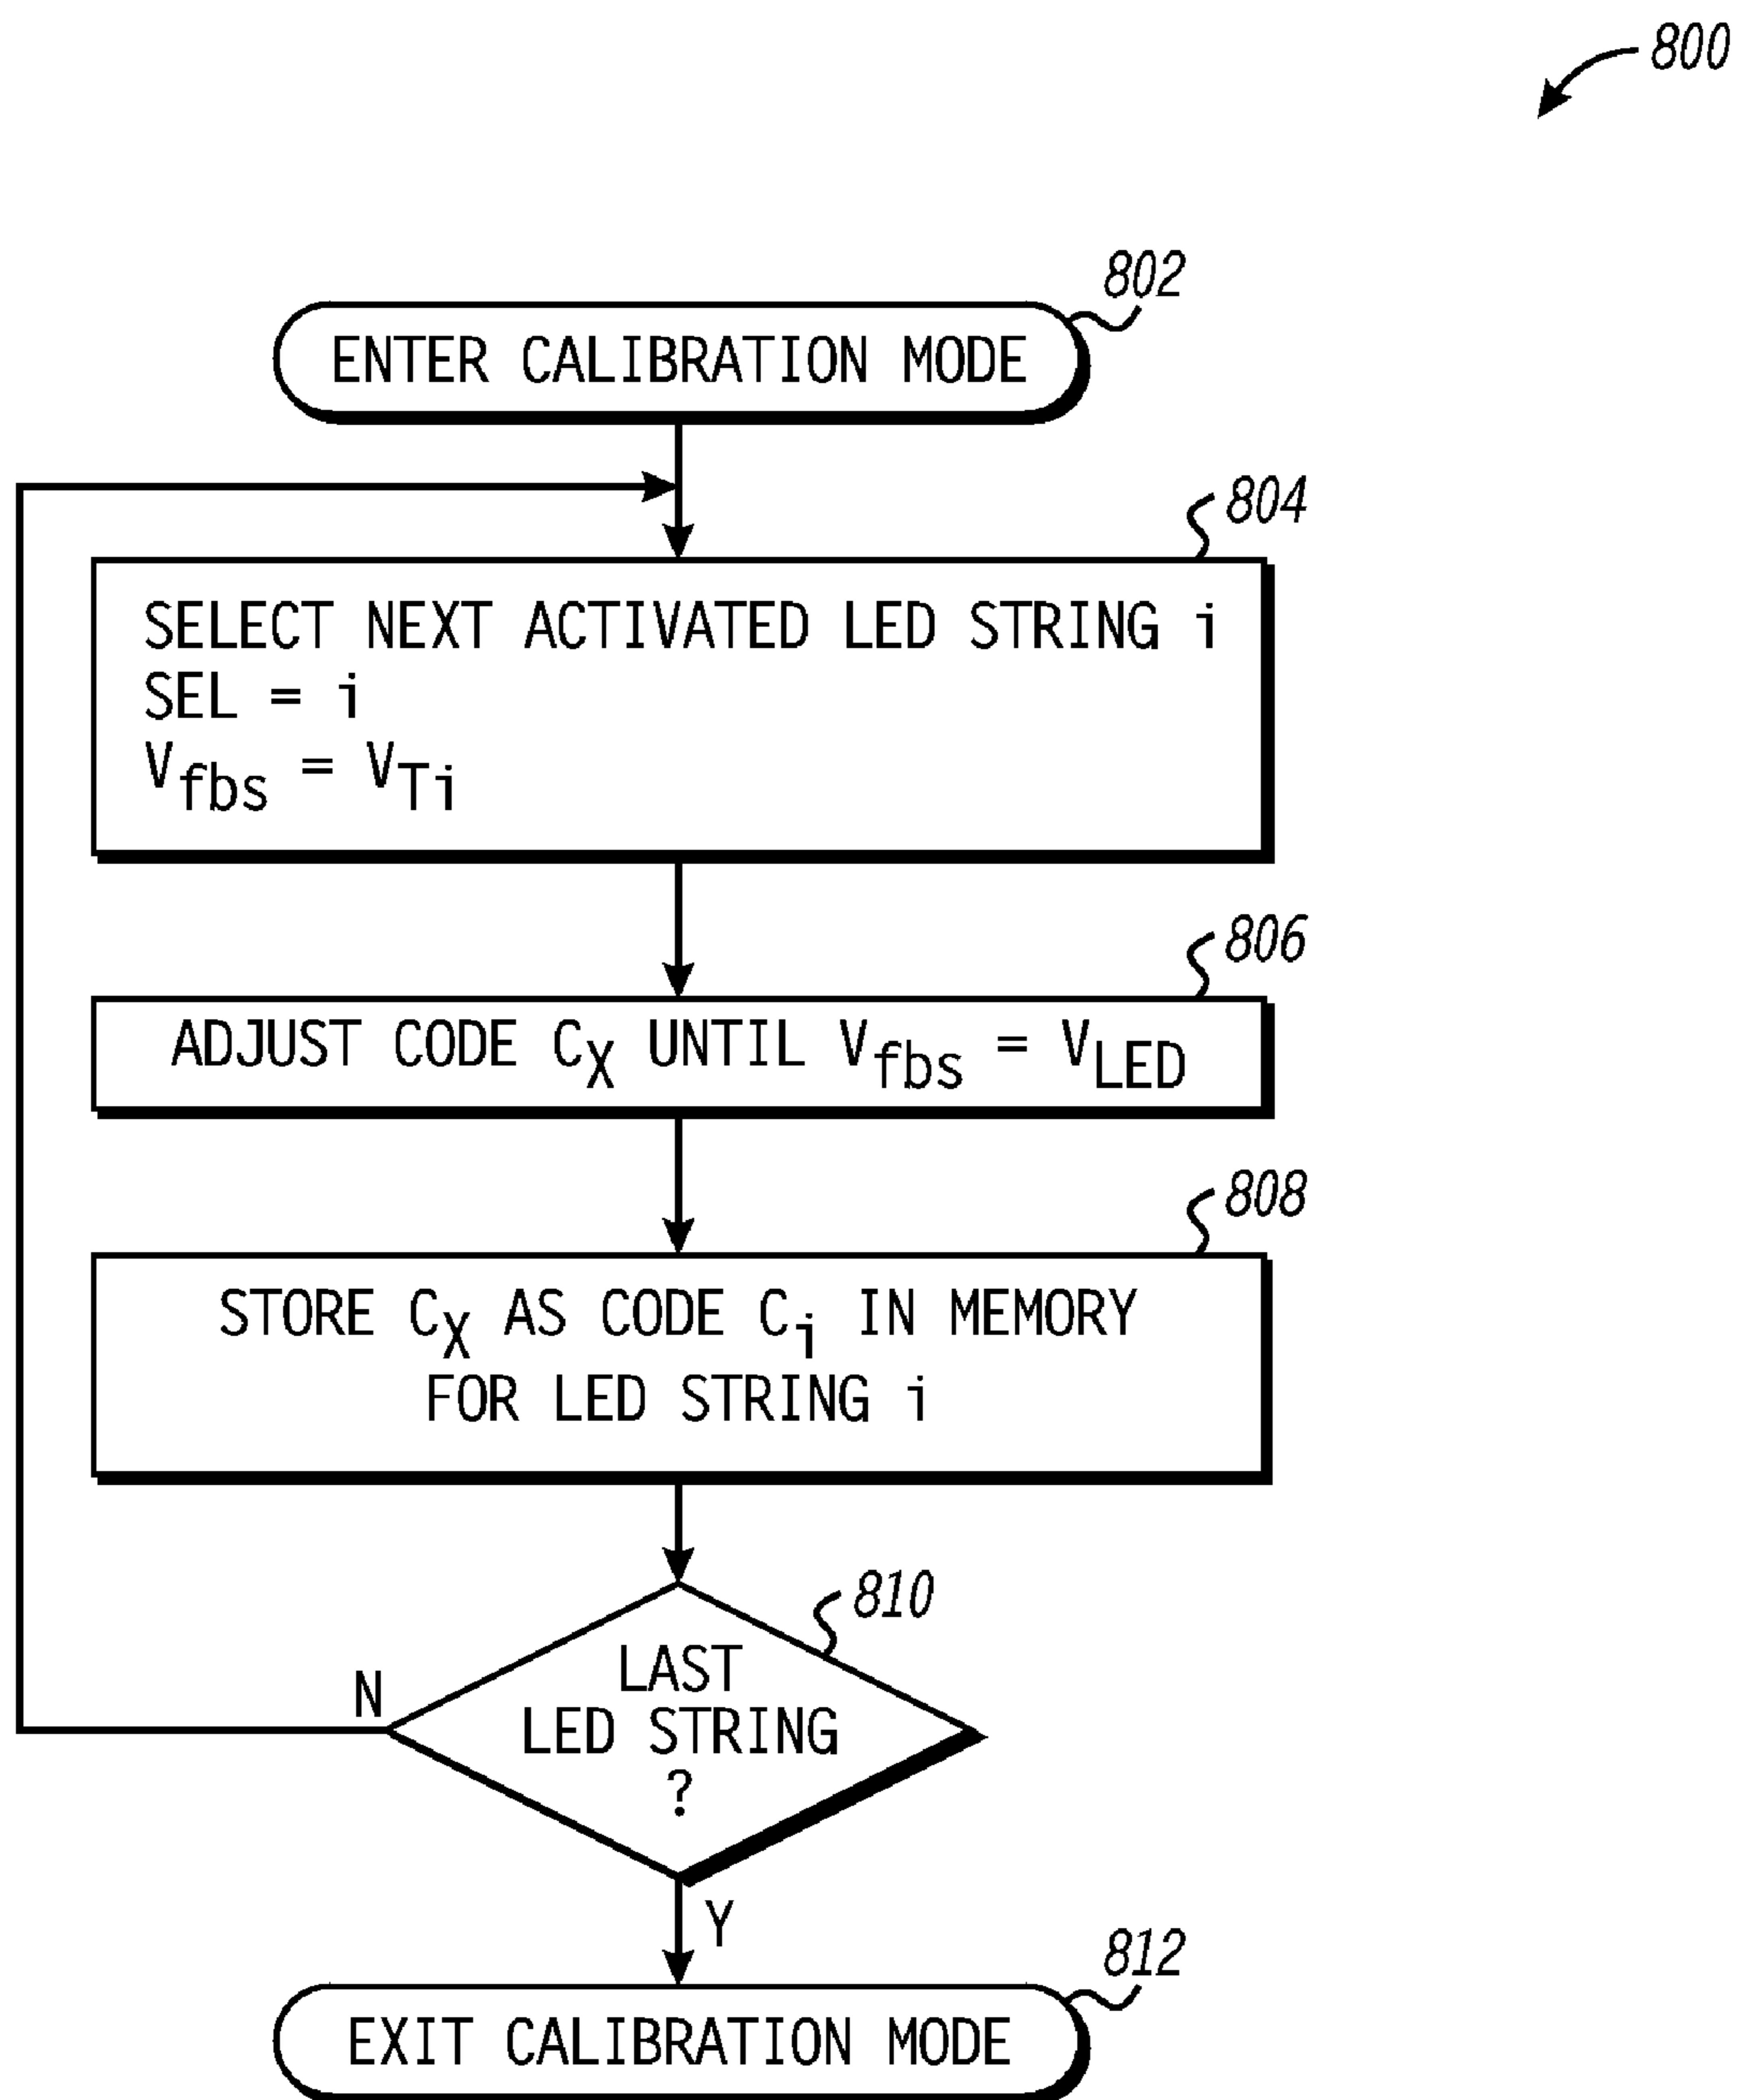 800
802
ENTER CALIBRATION MODE
804
SELECT NEXT ACTIVATED LED STRING i
SEL = i
Vfbs = VTi
806
ADJUST CODE CX UNTIL Vfbs = VLED
808
STORE CX AS CODE Ci IN MEMORY
FOR LED STRING i
810
LAST
LED STRING
?
N
Y
812
EXIT CALIBRATION MODE